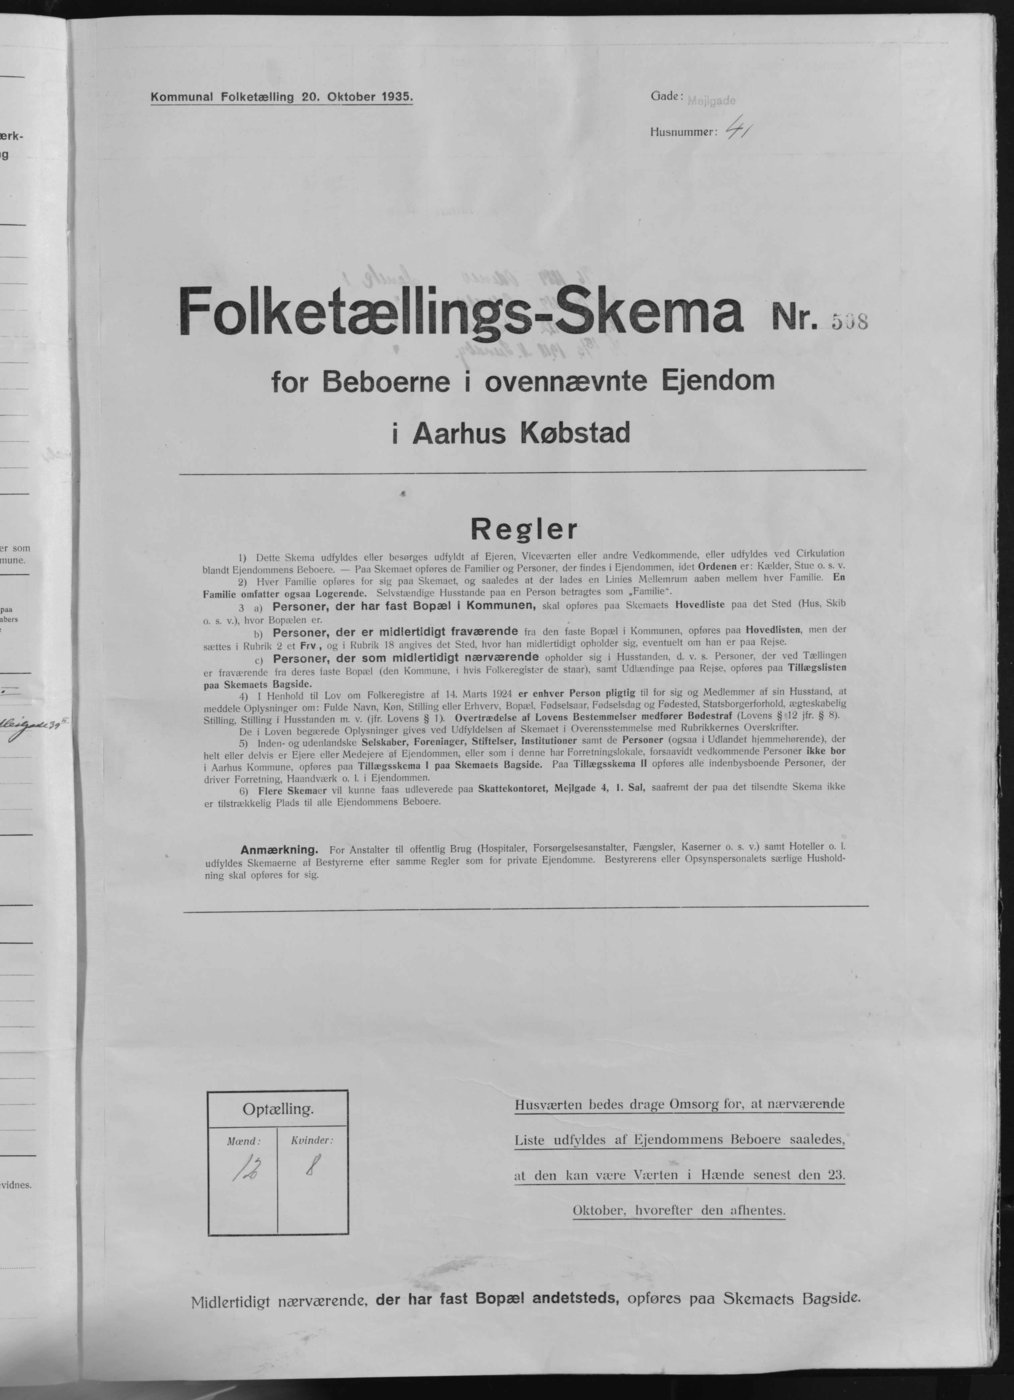 Kommunal Folketælling 20. Oktober 1935.
Gade: Mejlgade
Husnummer: 41
Folketællings-Skema Nr. 508
for Beboerne i ovennævnte Ejendom
i Aarhus Købstad
Regler
1) Dette Skema udfyldes eller besørges udfyldt af Ejeren, Viceværten eller andre Vedkommende, eller udfyldes ved Cirkulation
blandt Ejendommens Beboere. — Paa Skemaet opføres de Familier og Personer, der findes i Ejendommen, idet Ordenen er: Kælder, Stue o. s. v.
2) Hver Familie opføres for sig paa Skemaet, og saaledes at der lades en Linies Mellemrum aaben mellem hver Familie. En
Familie omfatter ogsaa Logerende. Selvstændige Husstande paa en Person betragtes som „Familie".
3 a) Personer, der har fast Bopæl i Kommunen, skal opføres paa Skemaets Hovedliste paa det Sted (Hus, Skib
o. s. v.), hvor Bopælen er.
b) Personer, der er midlertidigt fraværende fra den faste Bopæl i Kommunen, opføres paa Hovedlisten, men der
sættes i Rubrik 2 et Frv., og i Rubrik 18 angives det Sted, hvor han midlertidigt opholder sig, eventuelt om han er paa Rejse.
c) Personer, der som midlertidigt nærværende opholder sig i Husstanden, d. v. s. Personer, der ved Tællingen
er fraværende fra deres faste Bopæl (den Kommune, i hvis Folkeregister de staar), samt Udlændinge paa Rejse, opføres paa Tillægslisten
paa Skemaets Bagside.
4) I Henhold til Lov om Folkeregistre af 14. Marts 1924 er enhver Person pligtig til for sig og Medlemmer af sin Husstand, at
meddele Oplysninger om: Fulde Navn, Køn, Stilling eller Erhverv, Bopæl, Fødselsaar, Fødselsdag og Fødested, Statsborgerforhold, ægteskabelig
Stilling, Stilling i Husstanden m. v. (jfr. Lovens § 1). Overtrædelse af Lovens Bestemmelser medfører Bødestraf (Lovens § 12 jfr. § 8).
De i Loven begærede Oplysninger gives ved Udfyldelsen af Skemaet i Overensstemmelse med Rubrikkernes Overskrifter.
5) Inden- og udenlandske Selskaber, Foreninger, Stiftelser, Institutioner samt de Personer (ogsaa i Udlandet hjemmehørende), der
helt eller delvis er Ejere eller Medejere af Ejendommen, eller som i denne har Forretningslokale, forsaavidt vedkommende Personer ikke bor
i Aarhus Kommune, opføres paa Tillægsskema I paa Skemaets Bagside. Paa Tillægsskema II opføres alle indenbysboende Personer, der
driver Forretning, Haandværk o. l. i Ejendommen.
6) Flere Skemaer vil kunne faas udleverede paa Skattekontoret, Mejlgade 4, 1. Sal, saafremt der paa det tilsendte Skema ikke
er tilstrækkelig Plads til alle Ejendommens Beboere.
Anmærkning. For Anstalter til offentlig Brug (Hospitaler, Forsørgelsesanstalter, Fængsler, Kaserner o. s. v.) samt Hoteller o. l.
udfyldes Skemaerne af Bestyrerne efter samme Regler som for private Ejendomme. Bestyrerens eller Opsynspersonalets særlige Hushold-
ning skal opføres for sig.
Optælling.
Mænd: Kvinder:
12 8
Husværten bedes drage Omsorg for, at nærværende
Liste udfyldes af Ejendommens Beboere saaledes,
at den kan være Værten i Hænde senest den 23.
Oktober, hvorefter den afhentes.
Midlertidigt nærværende, der har fast Bopæl andetsteds, opføres paa Skemaets Bagside.